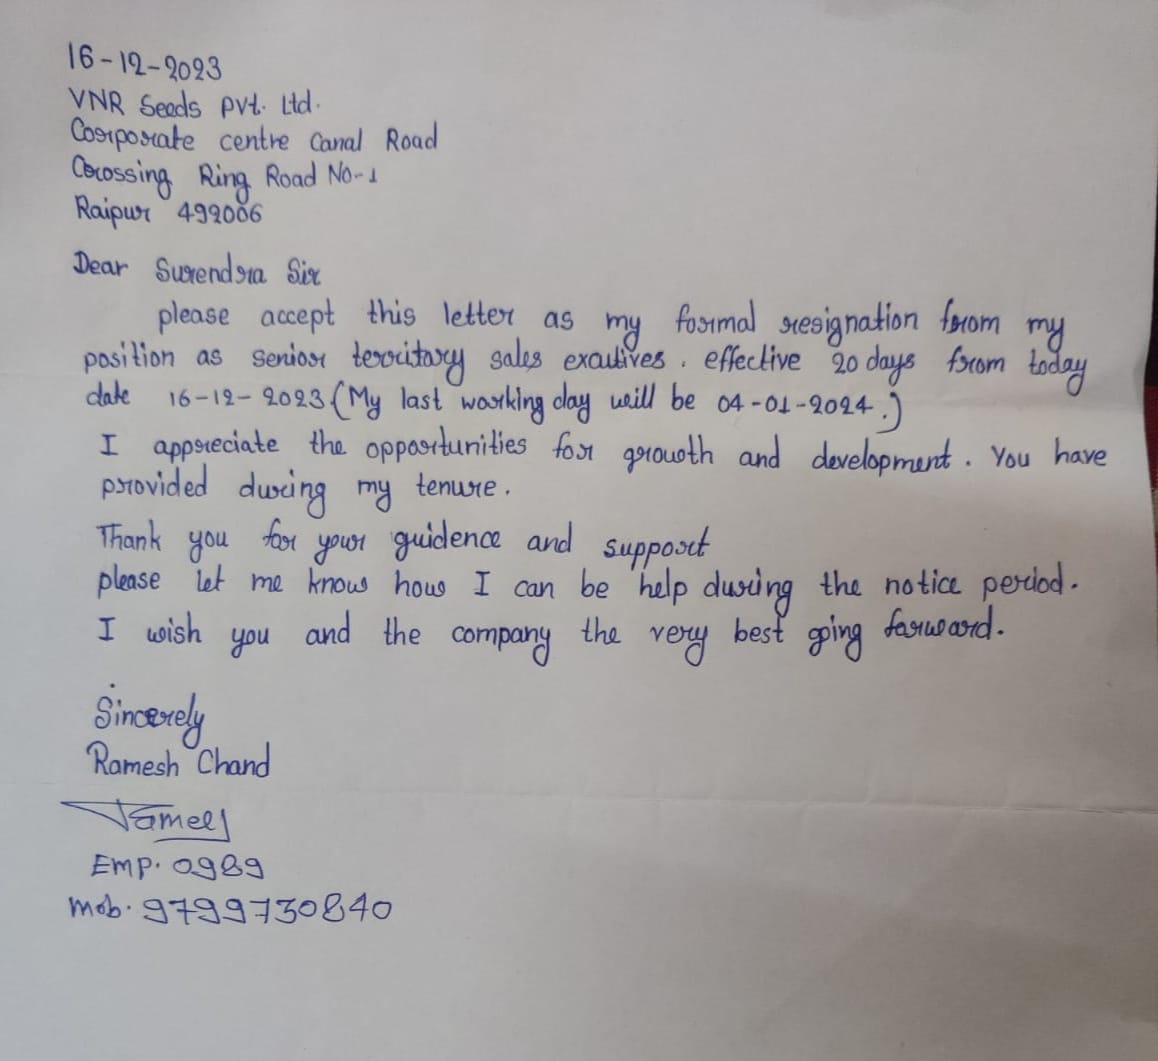 16-12-2023
VNR Seeds pvt. Ltd.
Corporate centre Canal Road
Crossing Ring Road No-1
Raipur 492006
Dear Surendra Sir
please accept this letter as my formal resignation from my
position as senior territary sales exautives. effective 20 days from today
date 16-12-2023 (My last working day will be 04-01-2024.)
I appreciate the opportunities for growth and development. You have
provided during my tenure.
Thank you for your guidence and support
please let me know how I can be help during the notice period.
I wish you and the company the very best going forward.
Sincerely
Ramesh Chand
Emp. 0989
Mob. 9799730840